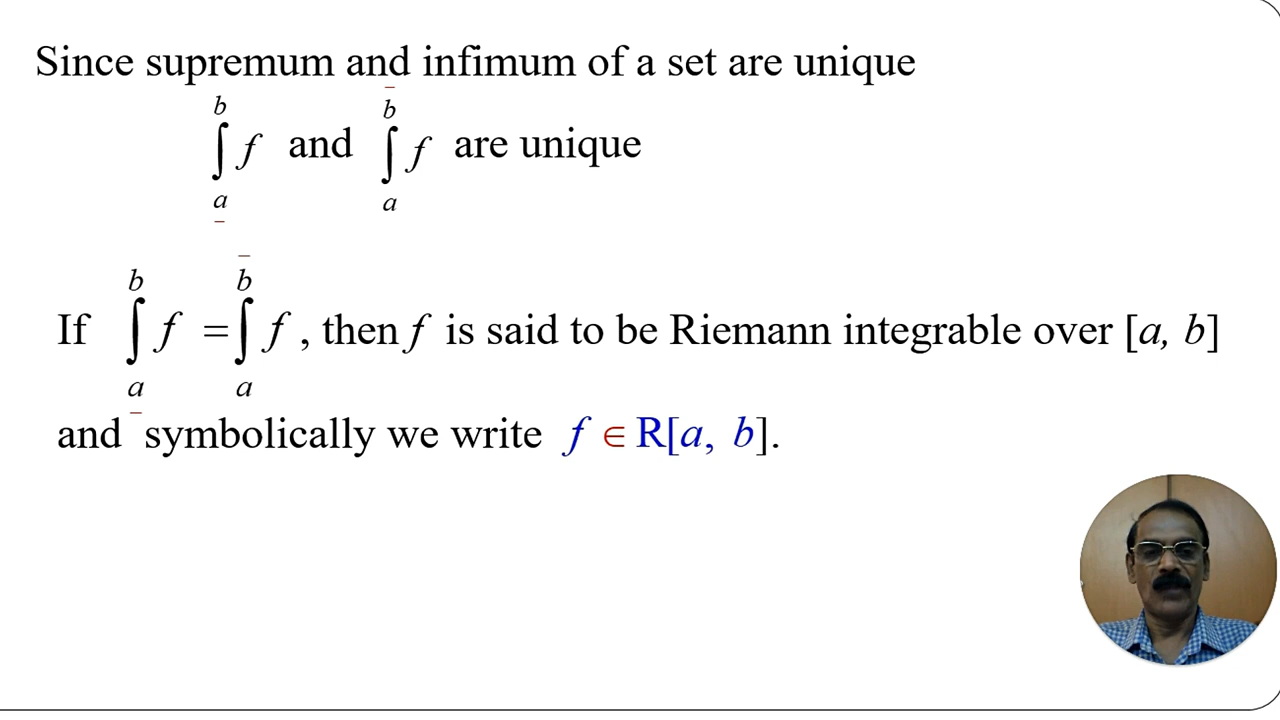 Since supremum and infimum of a set are unique
∫_a̲^b f and ∫_a^b̅ f are unique
If ∫_a̲^b f = ∫_a^b̅ f , then f is said to be Riemann integrable over [a, b]
and symbolically we write f ∈ R[a, b].